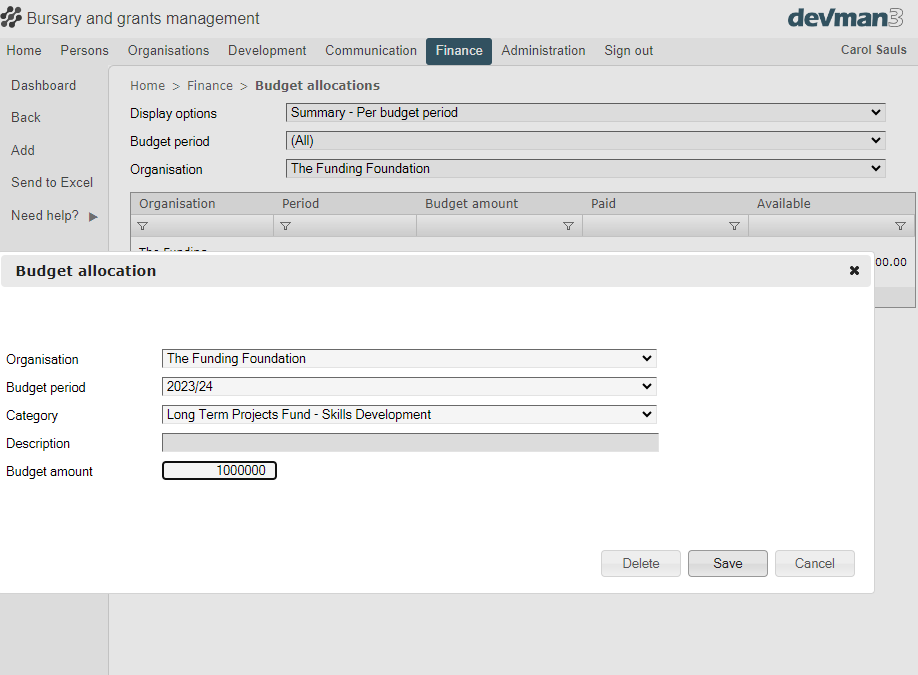 Bursary and grants management
devman3
Home Persons Organisations Development Communication Finance Administration Sign out Carol Sauls
Dashboard
Back
Add
Send to Excel
Need help?
Home > Finance > Budget allocations
Display options Summary - Per budget period
Budget period (All)
Organisation The Funding Foundation
Organisation Period Budget amount Paid Available
The Funding
00.00
Budget allocation
Organisation The Funding Foundation
Budget period 2023/24
Category Long Term Projects Fund - Skills Development
Description
Budget amount 1000000
Delete Save Cancel